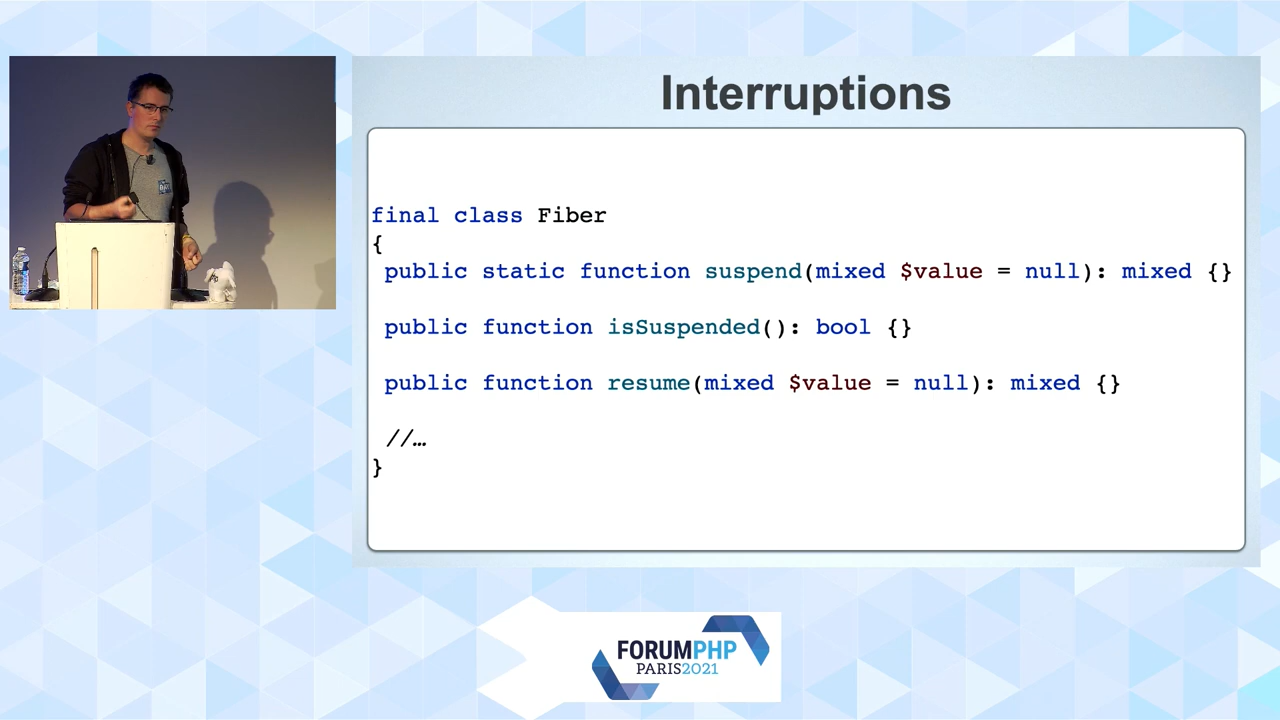 Interruptions
final class Fiber
{
public static function suspend(mixed $value = null): mixed {}
public function isSuspended(): bool {}
public function resume(mixed $value = null): mixed {}
//…
}
FORUMPHP
PARIS2021